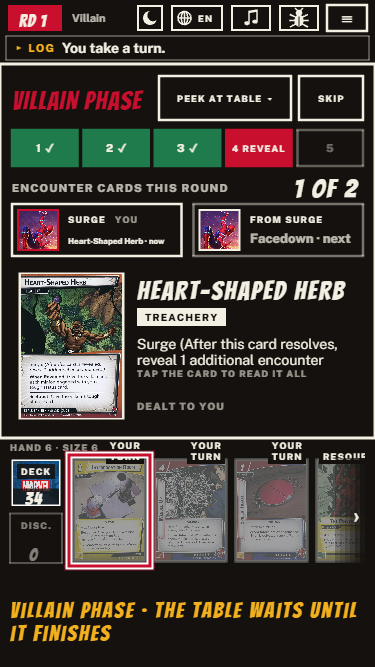 RD 1
Villain
EN
▸ LOG You take a turn.
VILLAIN PHASE
PEEK AT TABLE
SKIP
1 ✓
2 ✓
3 ✓
4 REVEAL
5
ENCOUNTER CARDS THIS ROUND
1 OF 2
SURGE YOU
Heart-Shaped Herb · now
FROM SURGE
Facedown · next
HEART-SHAPED HERB
HEART-SHAPED HERB
TREACHERY
Surge (After this card resolves,
reveal 1 additional encounter
TAP THE CARD TO READ IT ALL
DEALT TO YOU
HAND 6 · SIZE 6
YOUR
TURN
YOUR
TURN
YOUR
TURN
DECK
MARVEL
34
DISC.
0
›
VILLAIN PHASE · THE TABLE WAITS UNTIL
IT FINISHES